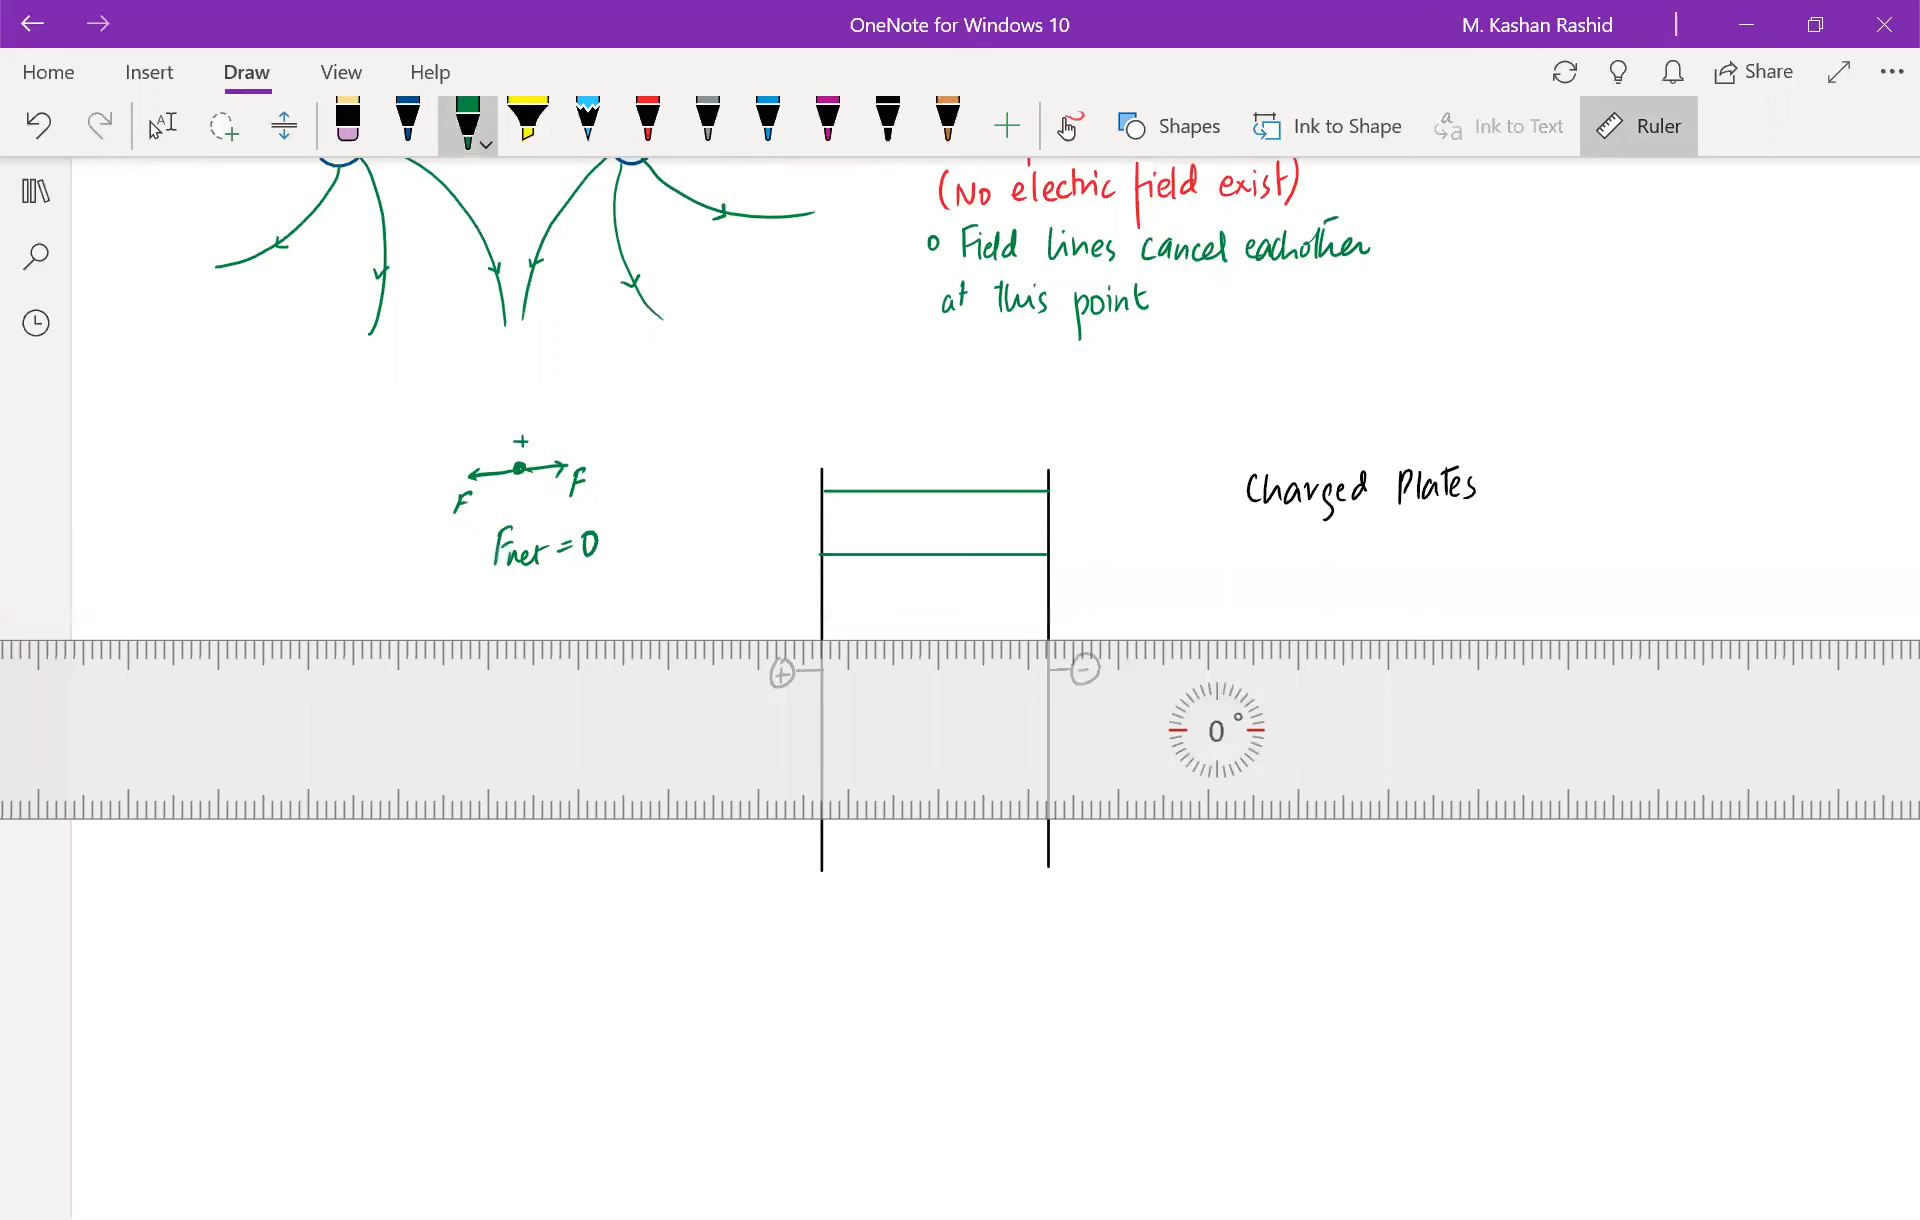 OneNote for Windows 10
M. Kashan Rashid
Home Insert Draw View Help
Share
Shapes
Ink to Shape
Ink to Text
Ruler
(No electric field exist)
o Field lines cancel eachother
at this point
+
F
F
Fnet = 0
Charged Plates
+
-
0°